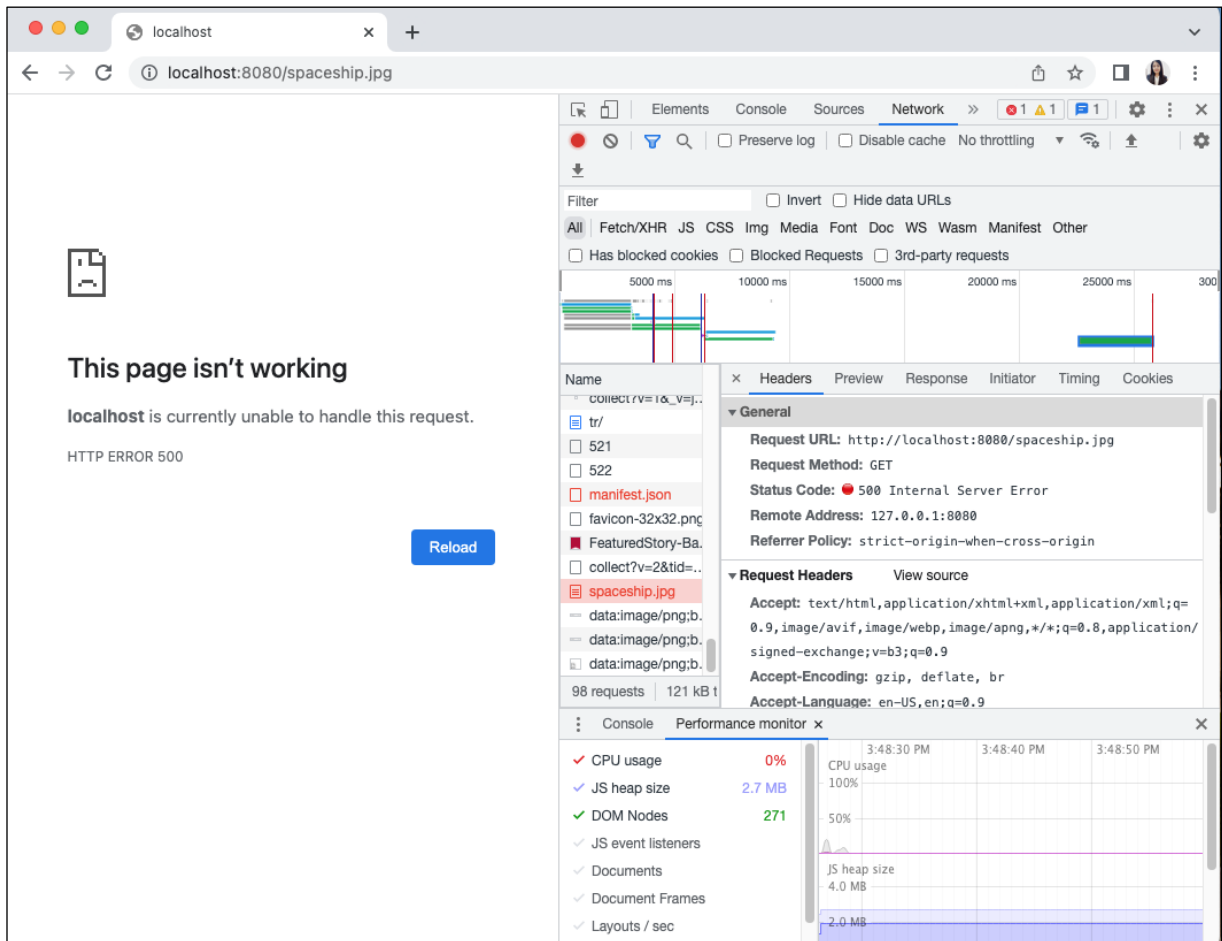 localhost
localhost:8080/spaceship.jpg
This page isn't working
localhost is currently unable to handle this request.
HTTP ERROR 500
Reload
Elements Console Sources Network » 1 1 1
Preserve log Disable cache No throttling
Filter Invert Hide data URLs
All Fetch/XHR JS CSS Img Media Font Doc WS Wasm Manifest Other
Has blocked cookies Blocked Requests 3rd-party requests
5000 ms 10000 ms 15000 ms 20000 ms 25000 ms 300
Name
collect?v=1&_v=j..
tr/
521
522
manifest.json
favicon-32x32.png
FeaturedStory-Ba.
collect?v=2&tid=..
spaceship.jpg
data:image/png;b.
data:image/png;b.
data:image/png;b.
98 requests 121 kB t
Headers Preview Response Initiator Timing Cookies
General
Request URL: http://localhost:8080/spaceship.jpg
Request Method: GET
Status Code: 500 Internal Server Error
Remote Address: 127.0.0.1:8080
Referrer Policy: strict-origin-when-cross-origin
Request Headers View source
Accept: text/html,application/xhtml+xml,application/xml;q=
0.9,image/avif,image/webp,image/apng,*/*;q=0.8,application/
signed-exchange;v=b3;q=0.9
Accept-Encoding: gzip, deflate, br
Accept-Language: en-US,en;q=0.9
Console Performance monitor
CPU usage 0%
JS heap size 2.7 MB
DOM Nodes 271
JS event listeners
Documents
Document Frames
Layouts / sec
3:48:30 PM 3:48:40 PM 3:48:50 PM
CPU usage
100%
50%
JS heap size
4.0 MB
2.0 MB